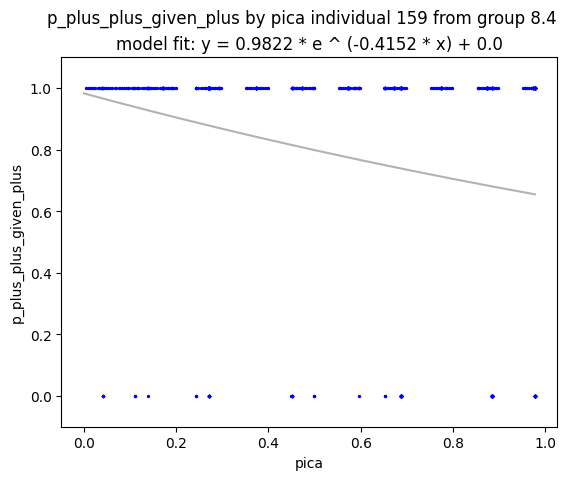 p_plus_plus_given_plus by pica individual 159 from group 8.4
model fit: y = 0.9822 * e ^ (-0.4152 * x) + 0.0
p_plus_plus_given_plus
1.0
0.8
0.6
0.4
0.2
0.0
0.0 0.2 0.4 0.6 0.8 1.0
pica